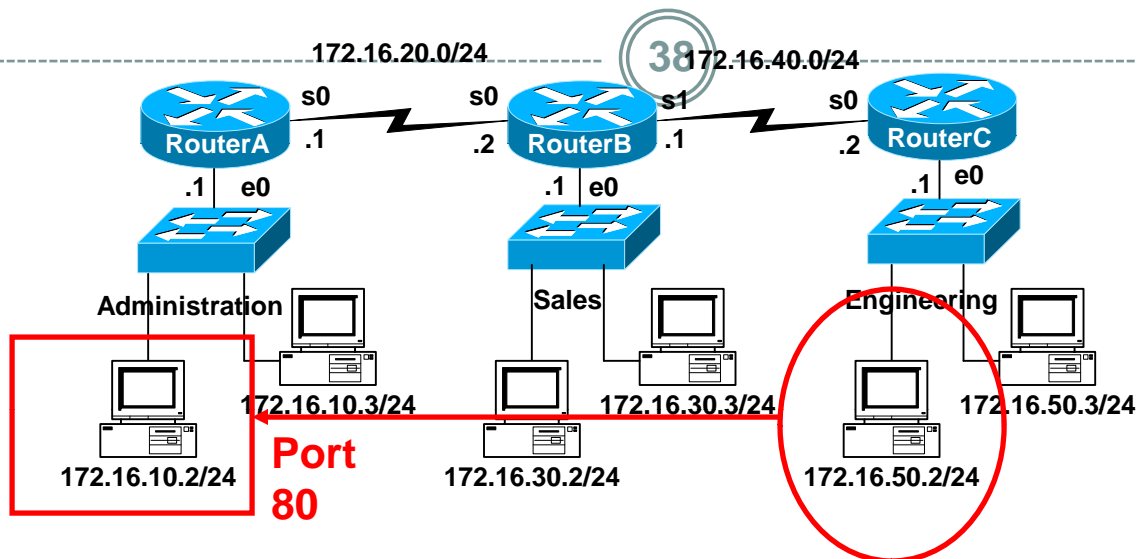 172.16.20.0/24
38
172.16.40.0/24
s0
s0
s1
s0
RouterA
RouterB
RouterC
.1
.2
.1
.2
.1 e0
.1 e0
.1 e0
Administration
Sales
Engineering
172.16.10.3/24
172.16.30.3/24
172.16.50.3/24
Port
80
172.16.10.2/24
172.16.30.2/24
172.16.50.2/24